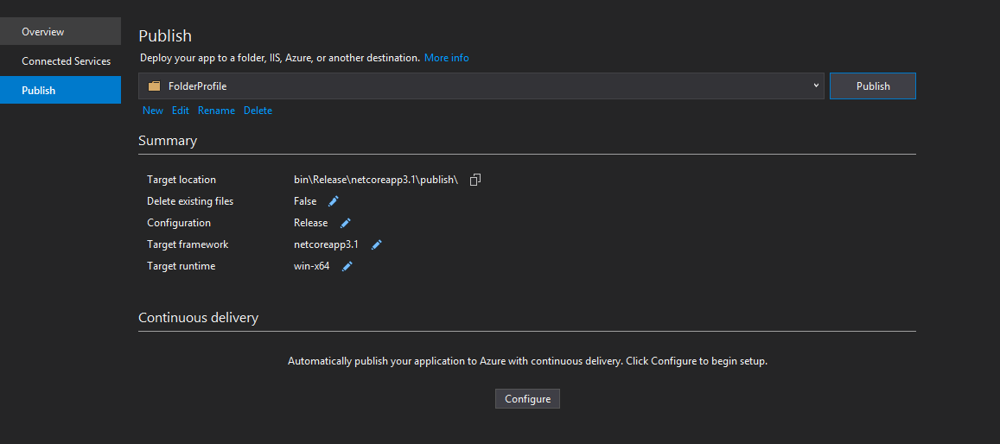 Overview
Connected Services
Publish
Publish
Deploy your app to a folder, IIS, Azure, or another destination. More info
FolderProfile
Publish
New Edit Rename Delete
Summary
Target location bin\Release\netcoreapp3.1\publish\
Delete existing files False
Configuration Release
Target framework netcoreapp3.1
Target runtime win-x64
Continuous delivery
Automatically publish your application to Azure with continuous delivery. Click Configure to begin setup.
Configure